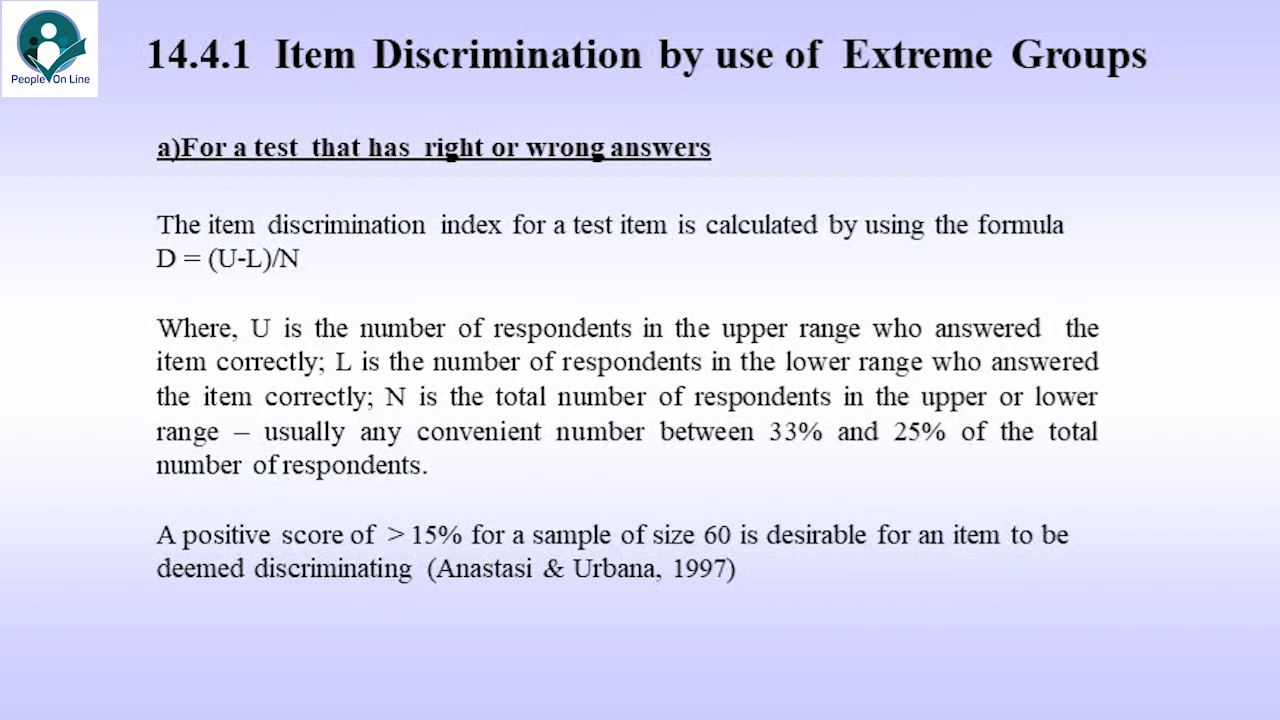 People On Line
14.4.1 Item Discrimination by use of Extreme Groups
a)For a test that has right or wrong answers
The item discrimination index for a test item is calculated by using the formula
D = (U-L)/N
Where, U is the number of respondents in the upper range who answered the
item correctly; L is the number of respondents in the lower range who answered
the item correctly; N is the total number of respondents in the upper or lower
range – usually any convenient number between 33% and 25% of the total
number of respondents.
A positive score of > 15% for a sample of size 60 is desirable for an item to be
deemed discriminating (Anastasi & Urbana, 1997)